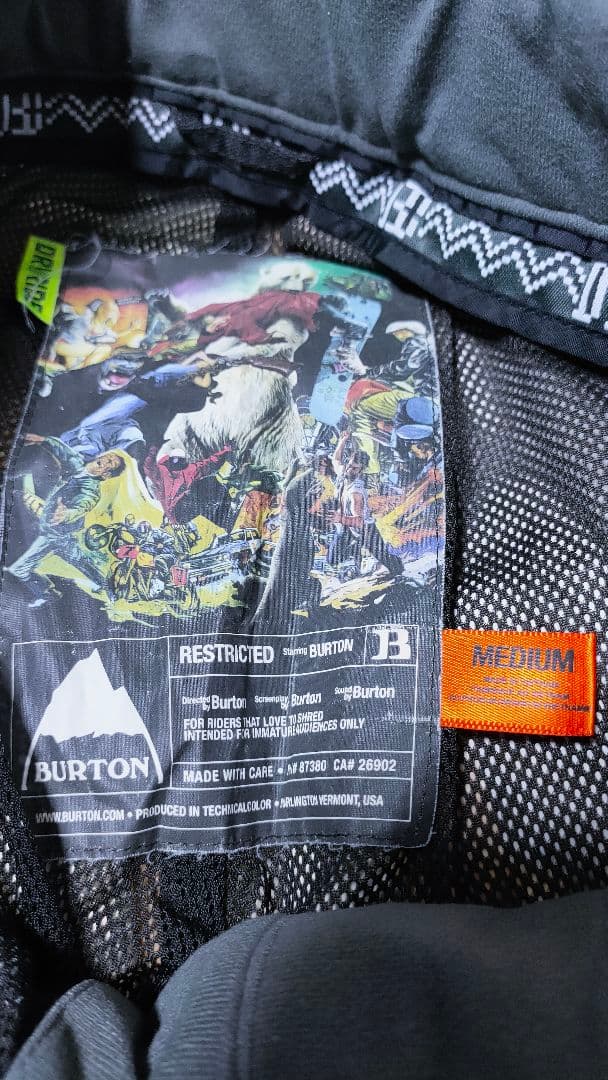 DRYRIDE
RESTRICTED Starring BURTON B
Directed by Burton Screenplay by Burton Sound by Burton
FOR RIDERS THAT LOVE TO SHRED
INTENDED FOR IMMATURE AUDIENCES ONLY
BURTON
MADE WITH CARE • RN# 87380 CA# 26902
WWW.BURTON.COM • PRODUCED IN TECHNICALCOLOR • BURLINGTON VERMONT, USA
MEDIUM